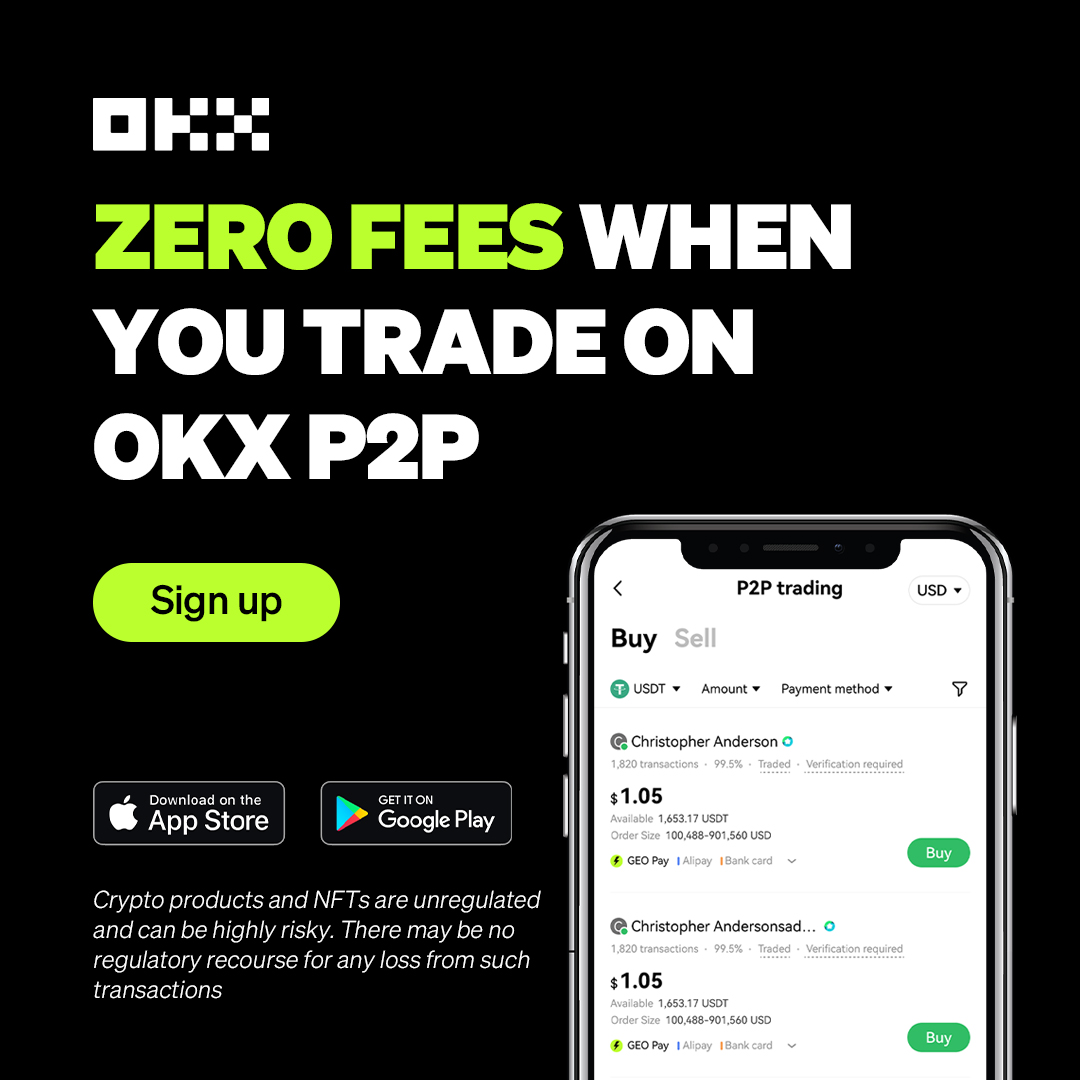 OKX
ZERO FEES WHEN
YOU TRADE ON
OKX P2P
Sign up
Download on the
App Store
GET IT ON
Google Play
Crypto products and NFTs are unregulated
and can be highly risky. There may be no
regulatory recourse for any loss from such
transactions
P2P trading
USD
Buy Sell
USDT Amount Payment method
C Christopher Anderson
1,820 transactions · 99.5% · Traded · Verification required
$1.05
Available 1,653.17 USDT
Order Size 100,488-901,560 USD
GEO Pay Alipay Bank card
Buy
C Christopher Andersonsad...
1,820 transactions · 99.5% · Traded · Verification required
$1.05
Available 1,653.17 USDT
Order Size 100,488-901,560 USD
GEO Pay Alipay Bank card
Buy